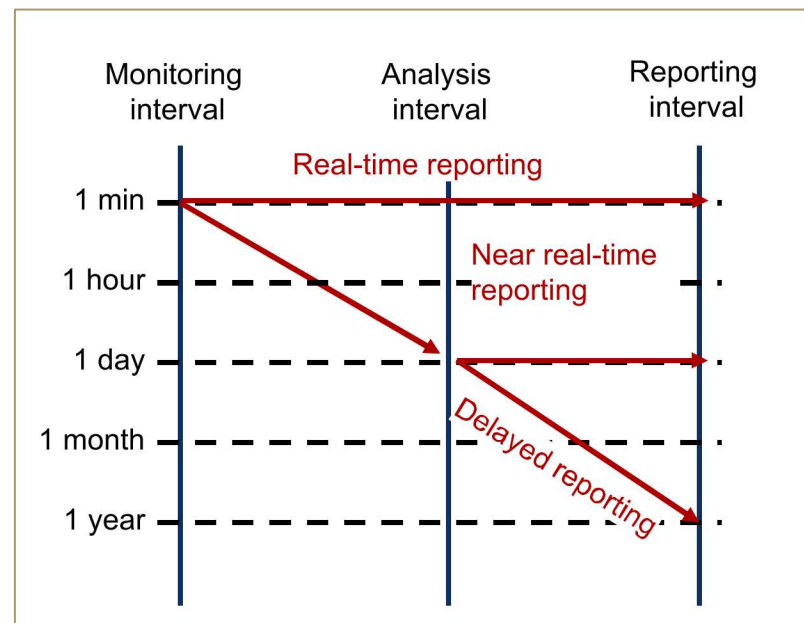 Monitoring
interval
Analysis
interval
Reporting
interval
Real-time reporting
1 min
Near real-time
reporting
1 hour
1 day
Delayed reporting
1 month
1 year